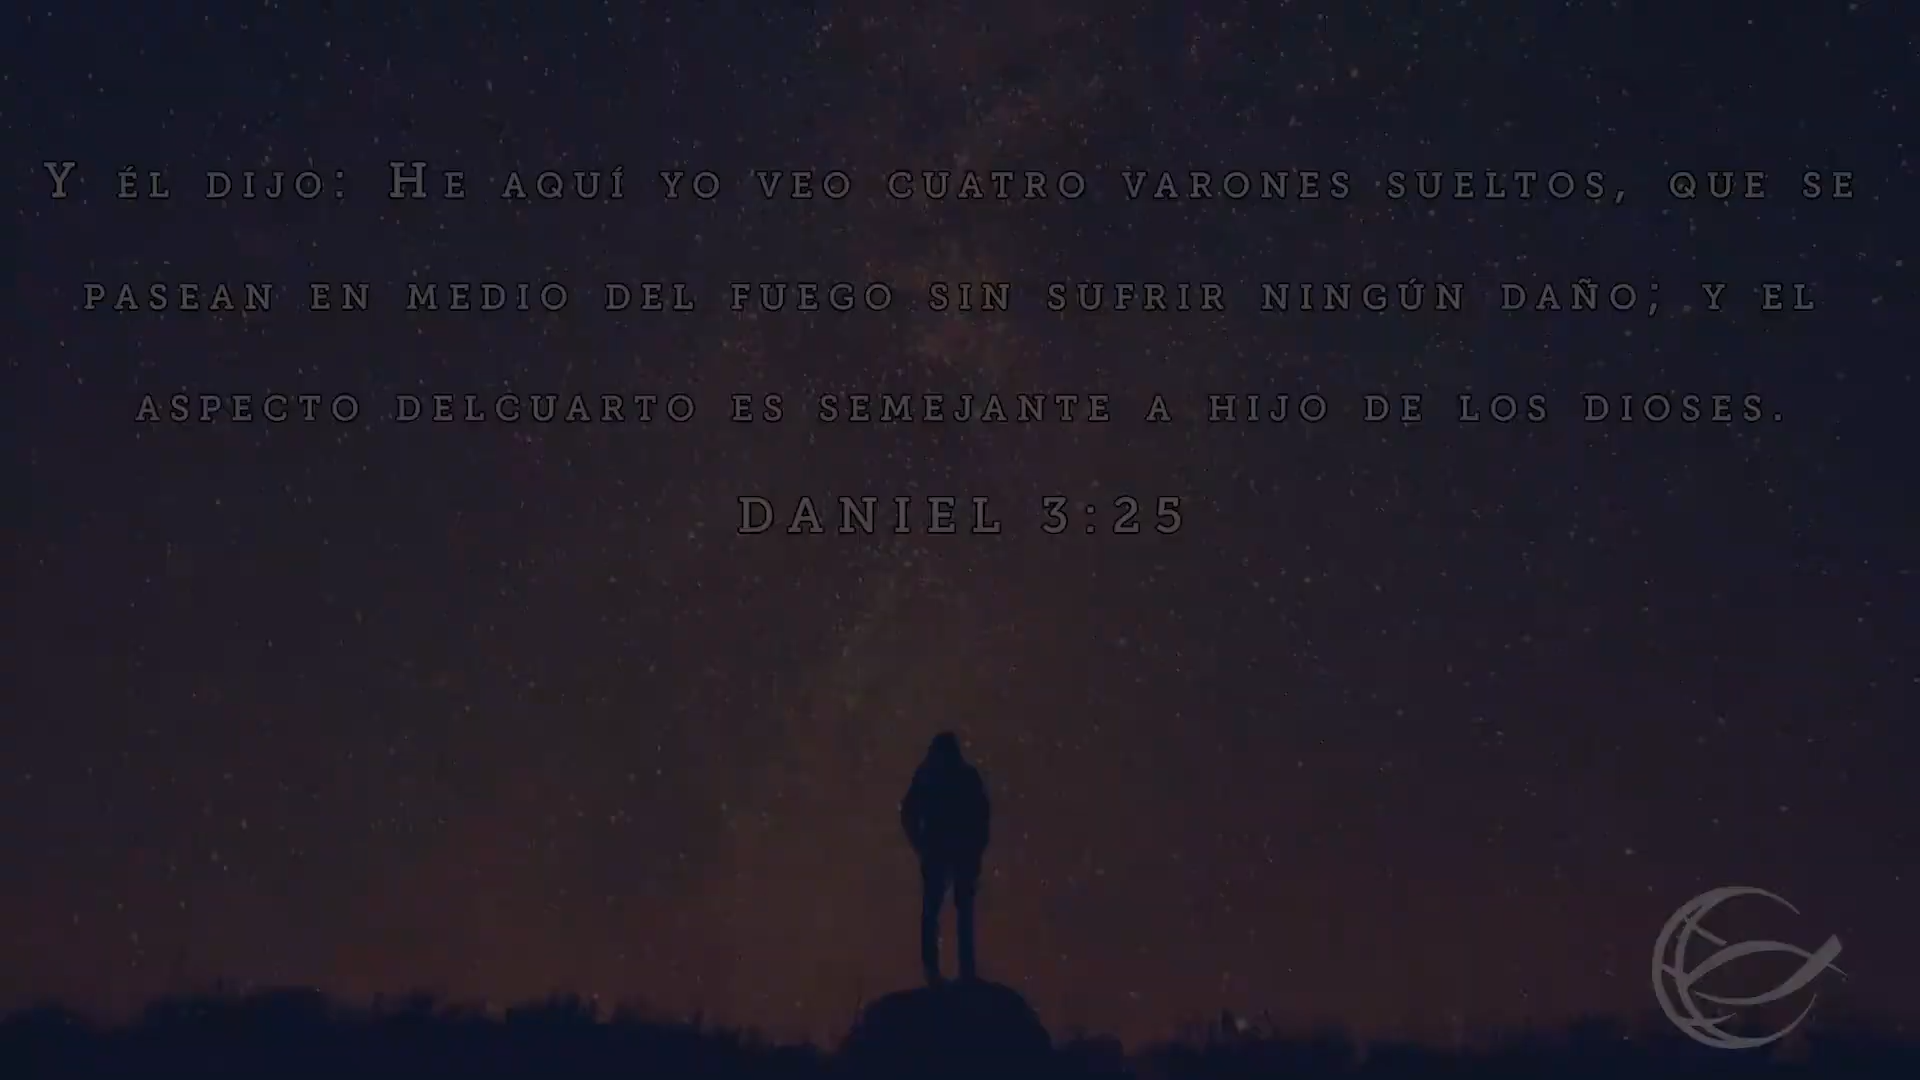 Y él dijo: He aquí yo veo cuatro varones sueltos, que se
pasean en medio del fuego sin sufrir ningún daño; y el
aspecto delcuarto es semejante a hijo de los dioses.
DANIEL 3:25